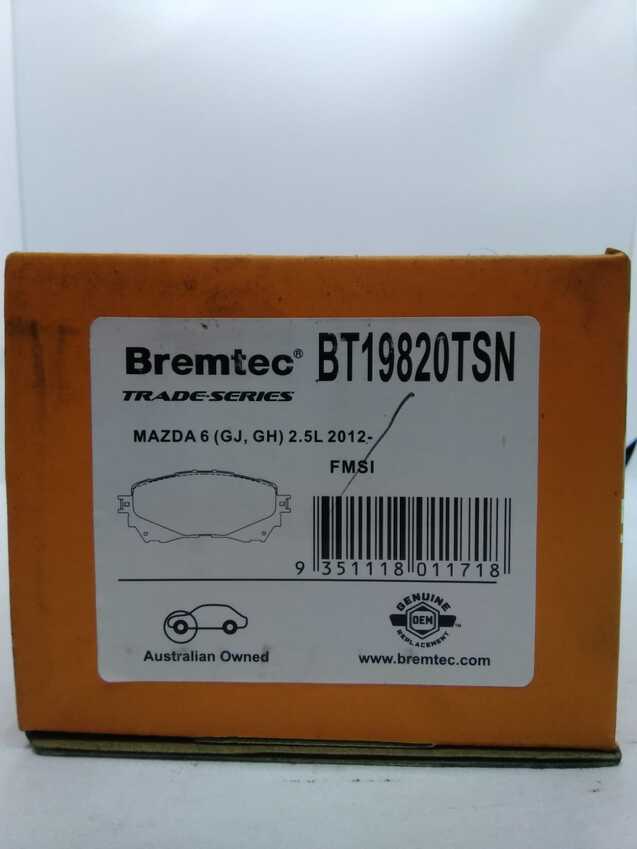 Bremtec® BT19820TSN
TRADE-SERIES
MAZDA 6 (GJ, GH) 2.5L 2012-
FMSI
9 351118 011718
GENUINE
OEM
REPLACEMENT
™
Australian Owned
www.bremtec.com